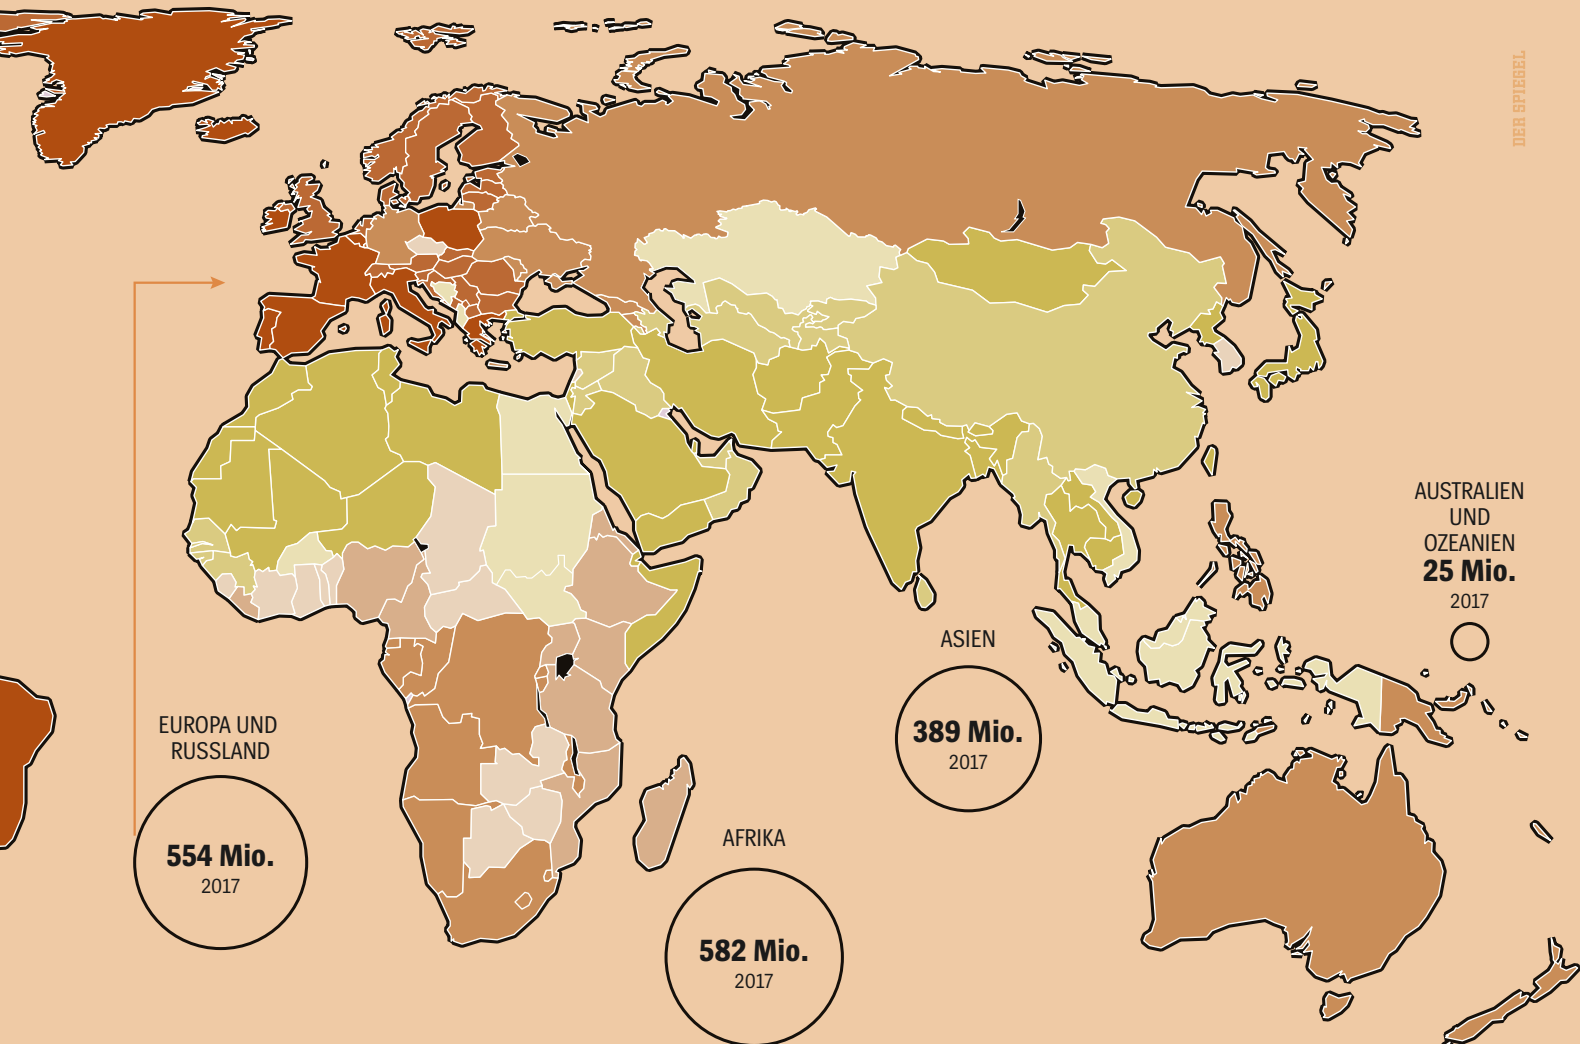 DER SPIEGEL
AUSTRALIEN
UND
OZEANIEN
25 Mio.
2017
ASIEN
389 Mio.
2017
EUROPA UND
RUSSLAND
554 Mio.
2017
AFRIKA
582 Mio.
2017